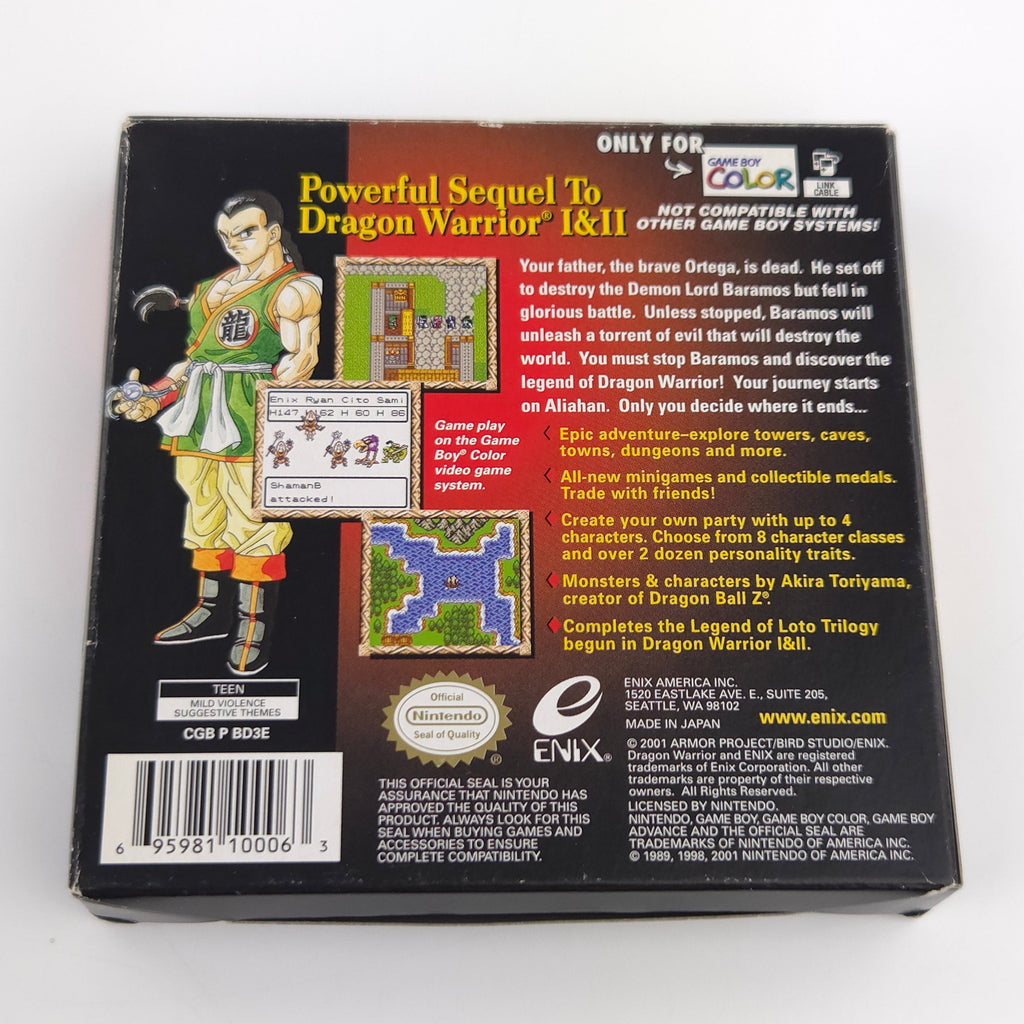 ONLY FOR
GAME BOY
COLOR
LINK
CABLE
NOT COMPATIBLE WITH
OTHER GAME BOY SYSTEMS!
Powerful Sequel To
Dragon Warrior® I&II
龍
Your father, the brave Ortega, is dead. He set off
to destroy the Demon Lord Baramos but fell in
glorious battle. Unless stopped, Baramos will
unleash a torrent of evil that will destroy the
world. You must stop Baramos and discover the
legend of Dragon Warrior! Your journey starts
on Aliahan. Only you decide where it ends...
INN
Enix Ryan Cito Sami
H147 H 62 H 60 H 86
ShamanB
attacked!
Game play
on the Game
Boy® Color
video game
system.
Epic adventure–explore towers, caves,
towns, dungeons and more.
All-new minigames and collectible medals.
Trade with friends!
Create your own party with up to 4
characters. Choose from 8 character classes
and over 2 dozen personality traits.
Monsters & characters by Akira Toriyama,
creator of Dragon Ball Z®.
Completes the Legend of Loto Trilogy
begun in Dragon Warrior I&II.
TEEN
MILD VIOLENCE
SUGGESTIVE THEMES
CGB P BD3E
6 95981 10006 3
Official
Nintendo
Seal of Quality
®
ENIX®
ENIX AMERICA INC.
1520 EASTLAKE AVE. E., SUITE 205,
SEATTLE, WA 98102
MADE IN JAPAN
www.enix.com
THIS OFFICIAL SEAL IS YOUR
ASSURANCE THAT NINTENDO HAS
APPROVED THE QUALITY OF THIS
PRODUCT. ALWAYS LOOK FOR THIS
SEAL WHEN BUYING GAMES AND
ACCESSORIES TO ENSURE
COMPLETE COMPATIBILITY.
© 2001 ARMOR PROJECT/BIRD STUDIO/ENIX.
Dragon Warrior and ENIX are registered
trademarks of Enix Corporation. All other
trademarks are property of their respective
owners. All Rights Reserved.
LICENSED BY NINTENDO.
NINTENDO, GAME BOY, GAME BOY COLOR, GAME BOY
ADVANCE AND THE OFFICIAL SEAL ARE
TRADEMARKS OF NINTENDO OF AMERICA INC.
© 1989, 1998, 2001 NINTENDO OF AMERICA INC.